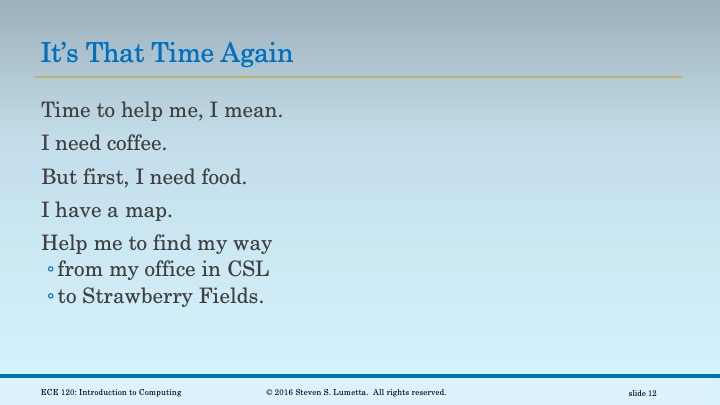 It’s That Time Again
Time to help me, I mean.
I need coffee.
But first, I need food.
I have a map.
Help me to find my way
◦ from my office in CSL
◦ to Strawberry Fields.
ECE 120: Introduction to Computing © 2016 Steven S. Lumetta. All rights reserved. slide 12